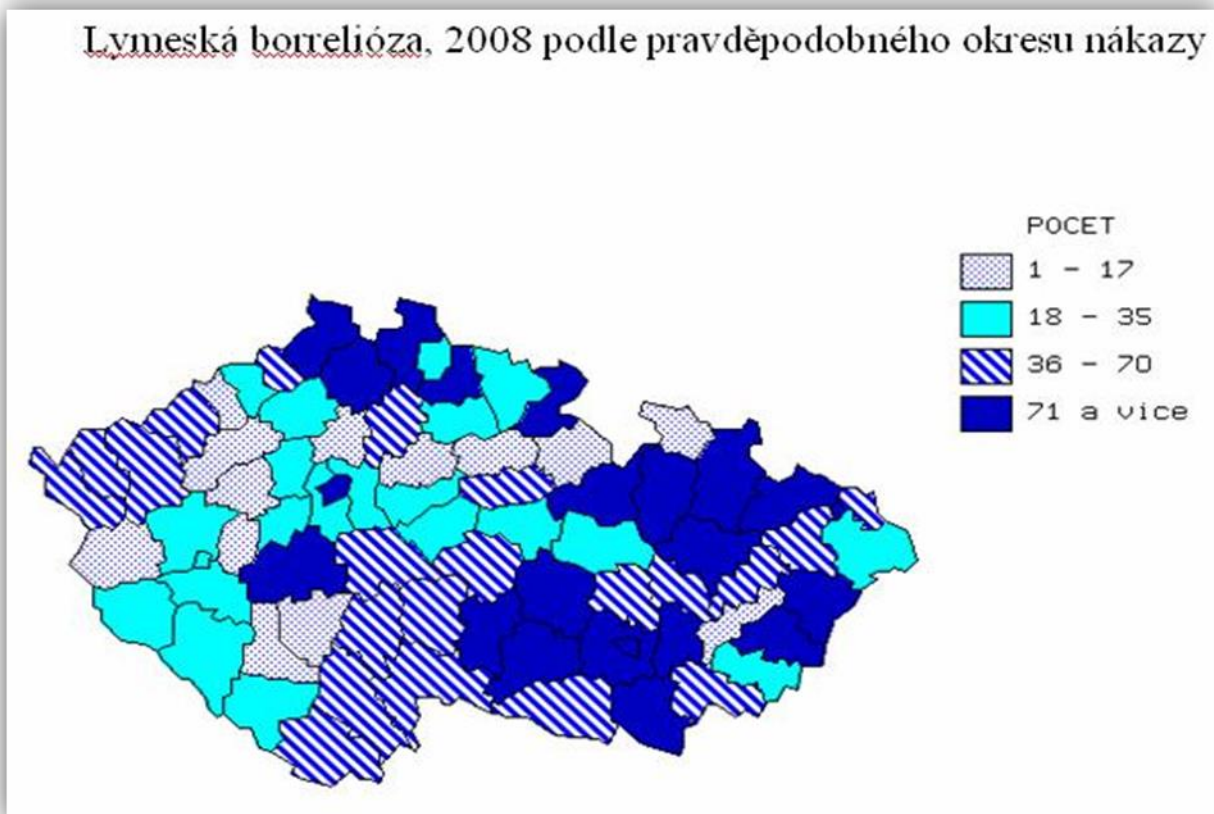 Lymeská borrelióza, 2008 podle pravděpodobného okresu nákazy
POCET
1 - 17
18 - 35
36 - 70
71 a vice